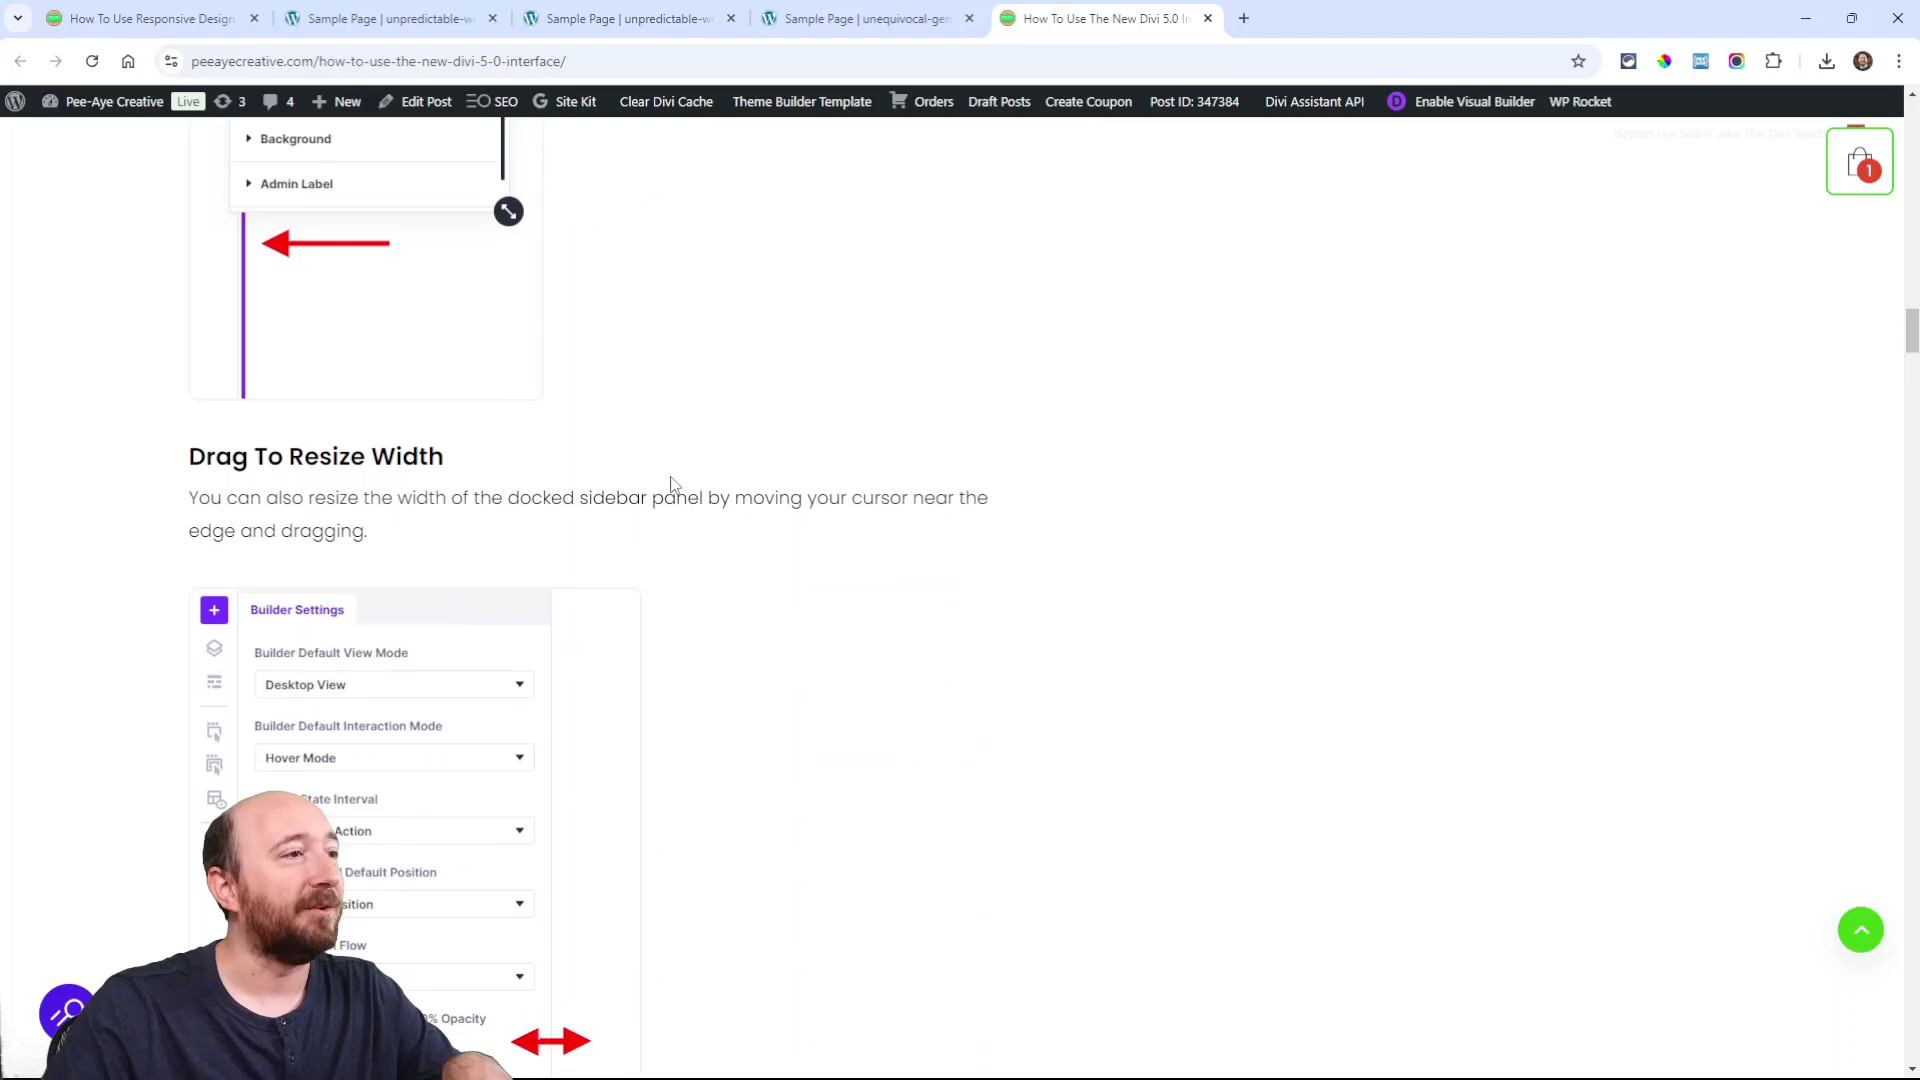 How To Use Responsive Design
Sample Page | unpredictable-w
Sample Page | unpredictable-w
Sample Page | unequivocal-gen
How To Use The New Divi 5.0 In
peeayecreative.com/how-to-use-the-new-divi-5-0-interface/
Pee-Aye Creative Live 3 4 New Edit Post SEO Site Kit Clear Divi Cache Theme Builder Template Orders Draft Posts Create Coupon Post ID: 347384 Divi Assistant API Enable Visual Builder WP Rocket
Background
1
Admin Label
Drag To Resize Width
You can also resize the width of the docked sidebar panel by moving your cursor near the
edge and dragging.
Builder Settings
Builder Default View Mode
Desktop View
Builder Default Interaction Mode
Hover Mode
State Interval
Action
Default Position
sition
Flow
% Opacity